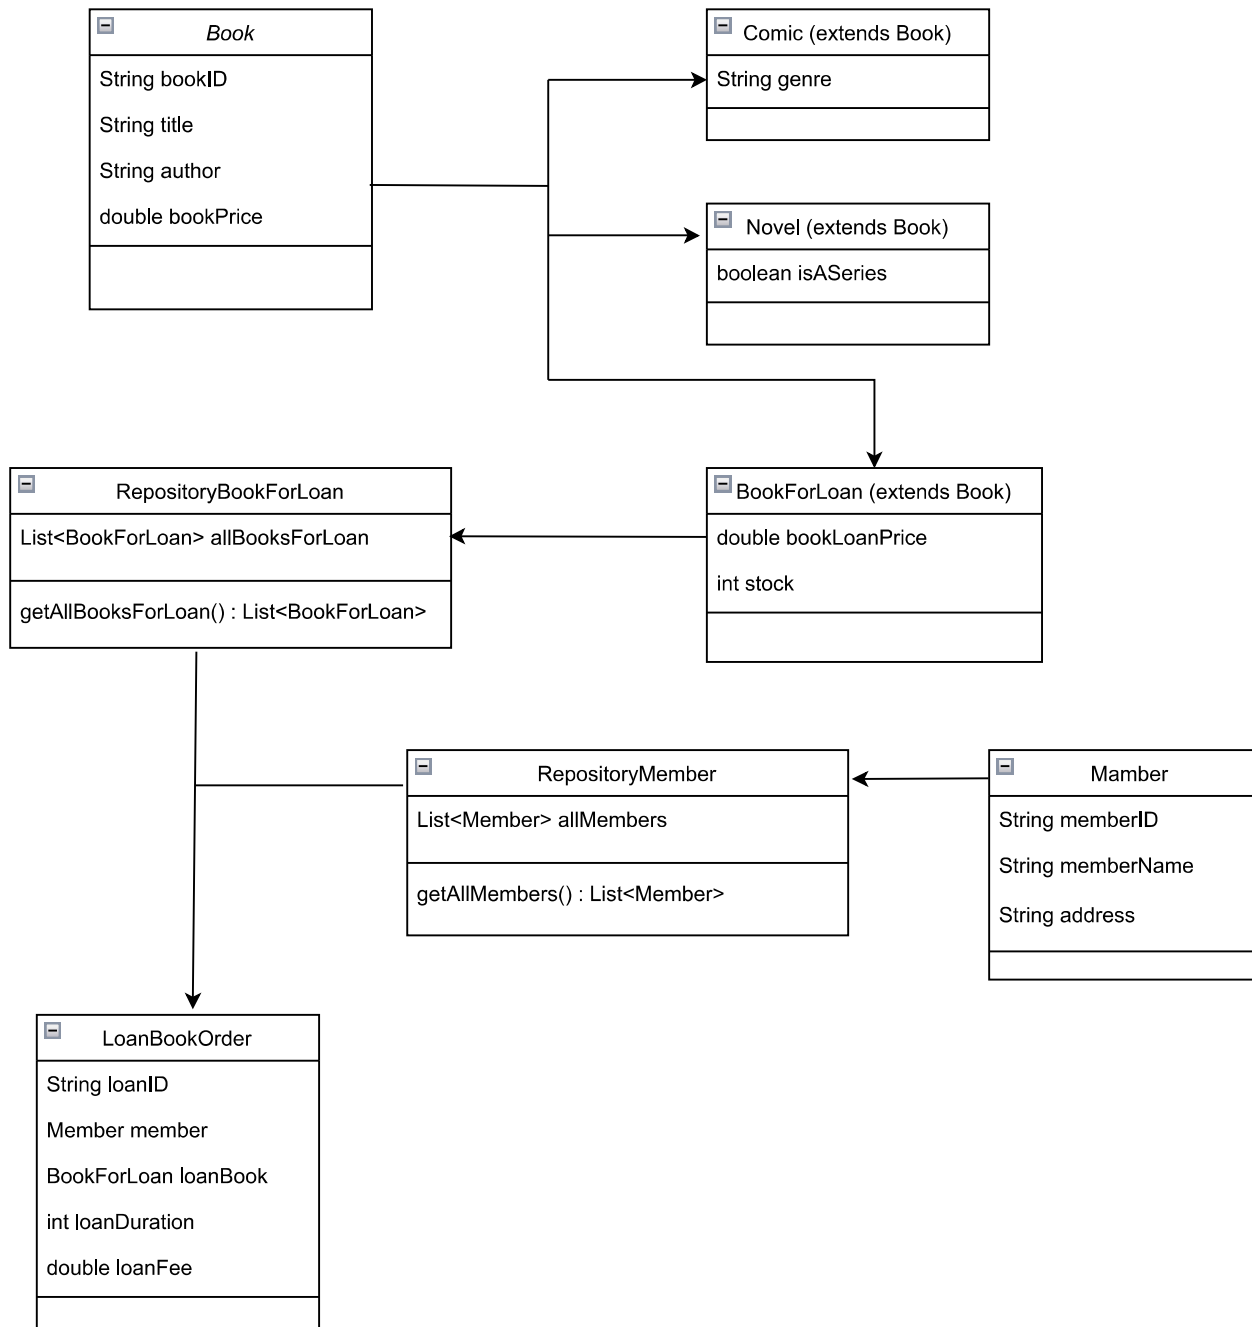 Book
String bookID
String title
String author
double bookPrice
Comic (extends Book)
String genre
Novel (extends Book)
boolean isASeries
RepositoryBookForLoan
List<BookForLoan> allBooksForLoan
getAllBooksForLoan() : List<BookForLoan>
BookForLoan (extends Book)
double bookLoanPrice
int stock
RepositoryMember
List<Member> allMembers
getAllMembers() : List<Member>
Mamber
String memberID
String memberName
String address
LoanBookOrder
String loanID
Member member
BookForLoan loanBook
int loanDuration
double loanFee